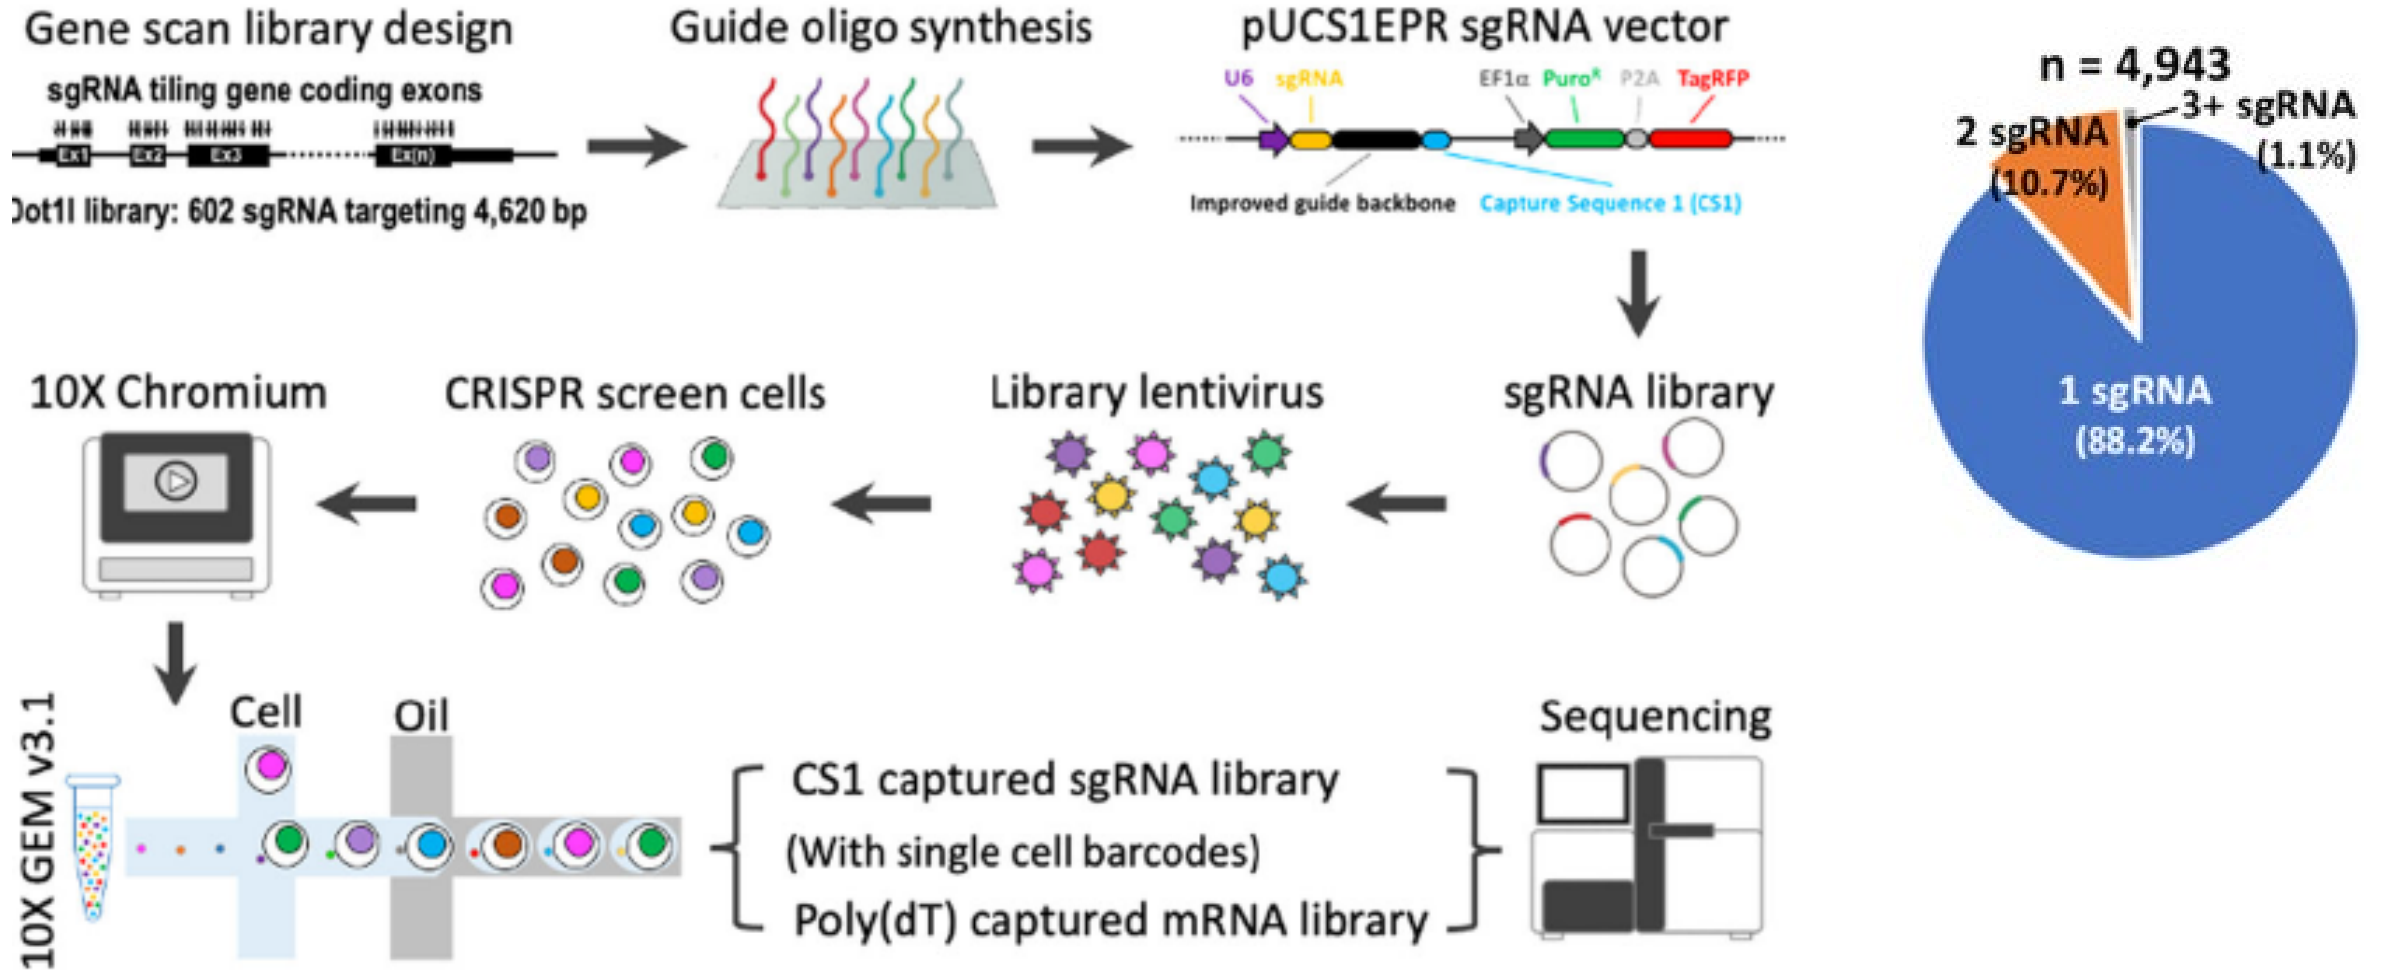 Gene scan library design
sgRNA tiling gene coding exons
Ex1 Ex2 Ex3 Ex(n)
Dot1l library: 602 sgRNA targeting 4,620 bp
Guide oligo synthesis
pUCS1EPR sgRNA vector
U6 sgRNA EF1α Puroᴿ P2A TagRFP
Improved guide backbone Capture Sequence 1 (CS1)
n = 4,943
3+ sgRNA
(1.1%)
2 sgRNA
(10.7%)
1 sgRNA
(88.2%)
10X Chromium
CRISPR screen cells
Library lentivirus
sgRNA library
10X GEM v3.1
Cell
Oil
CS1 captured sgRNA library
(With single cell barcodes)
Poly(dT) captured mRNA library
Sequencing